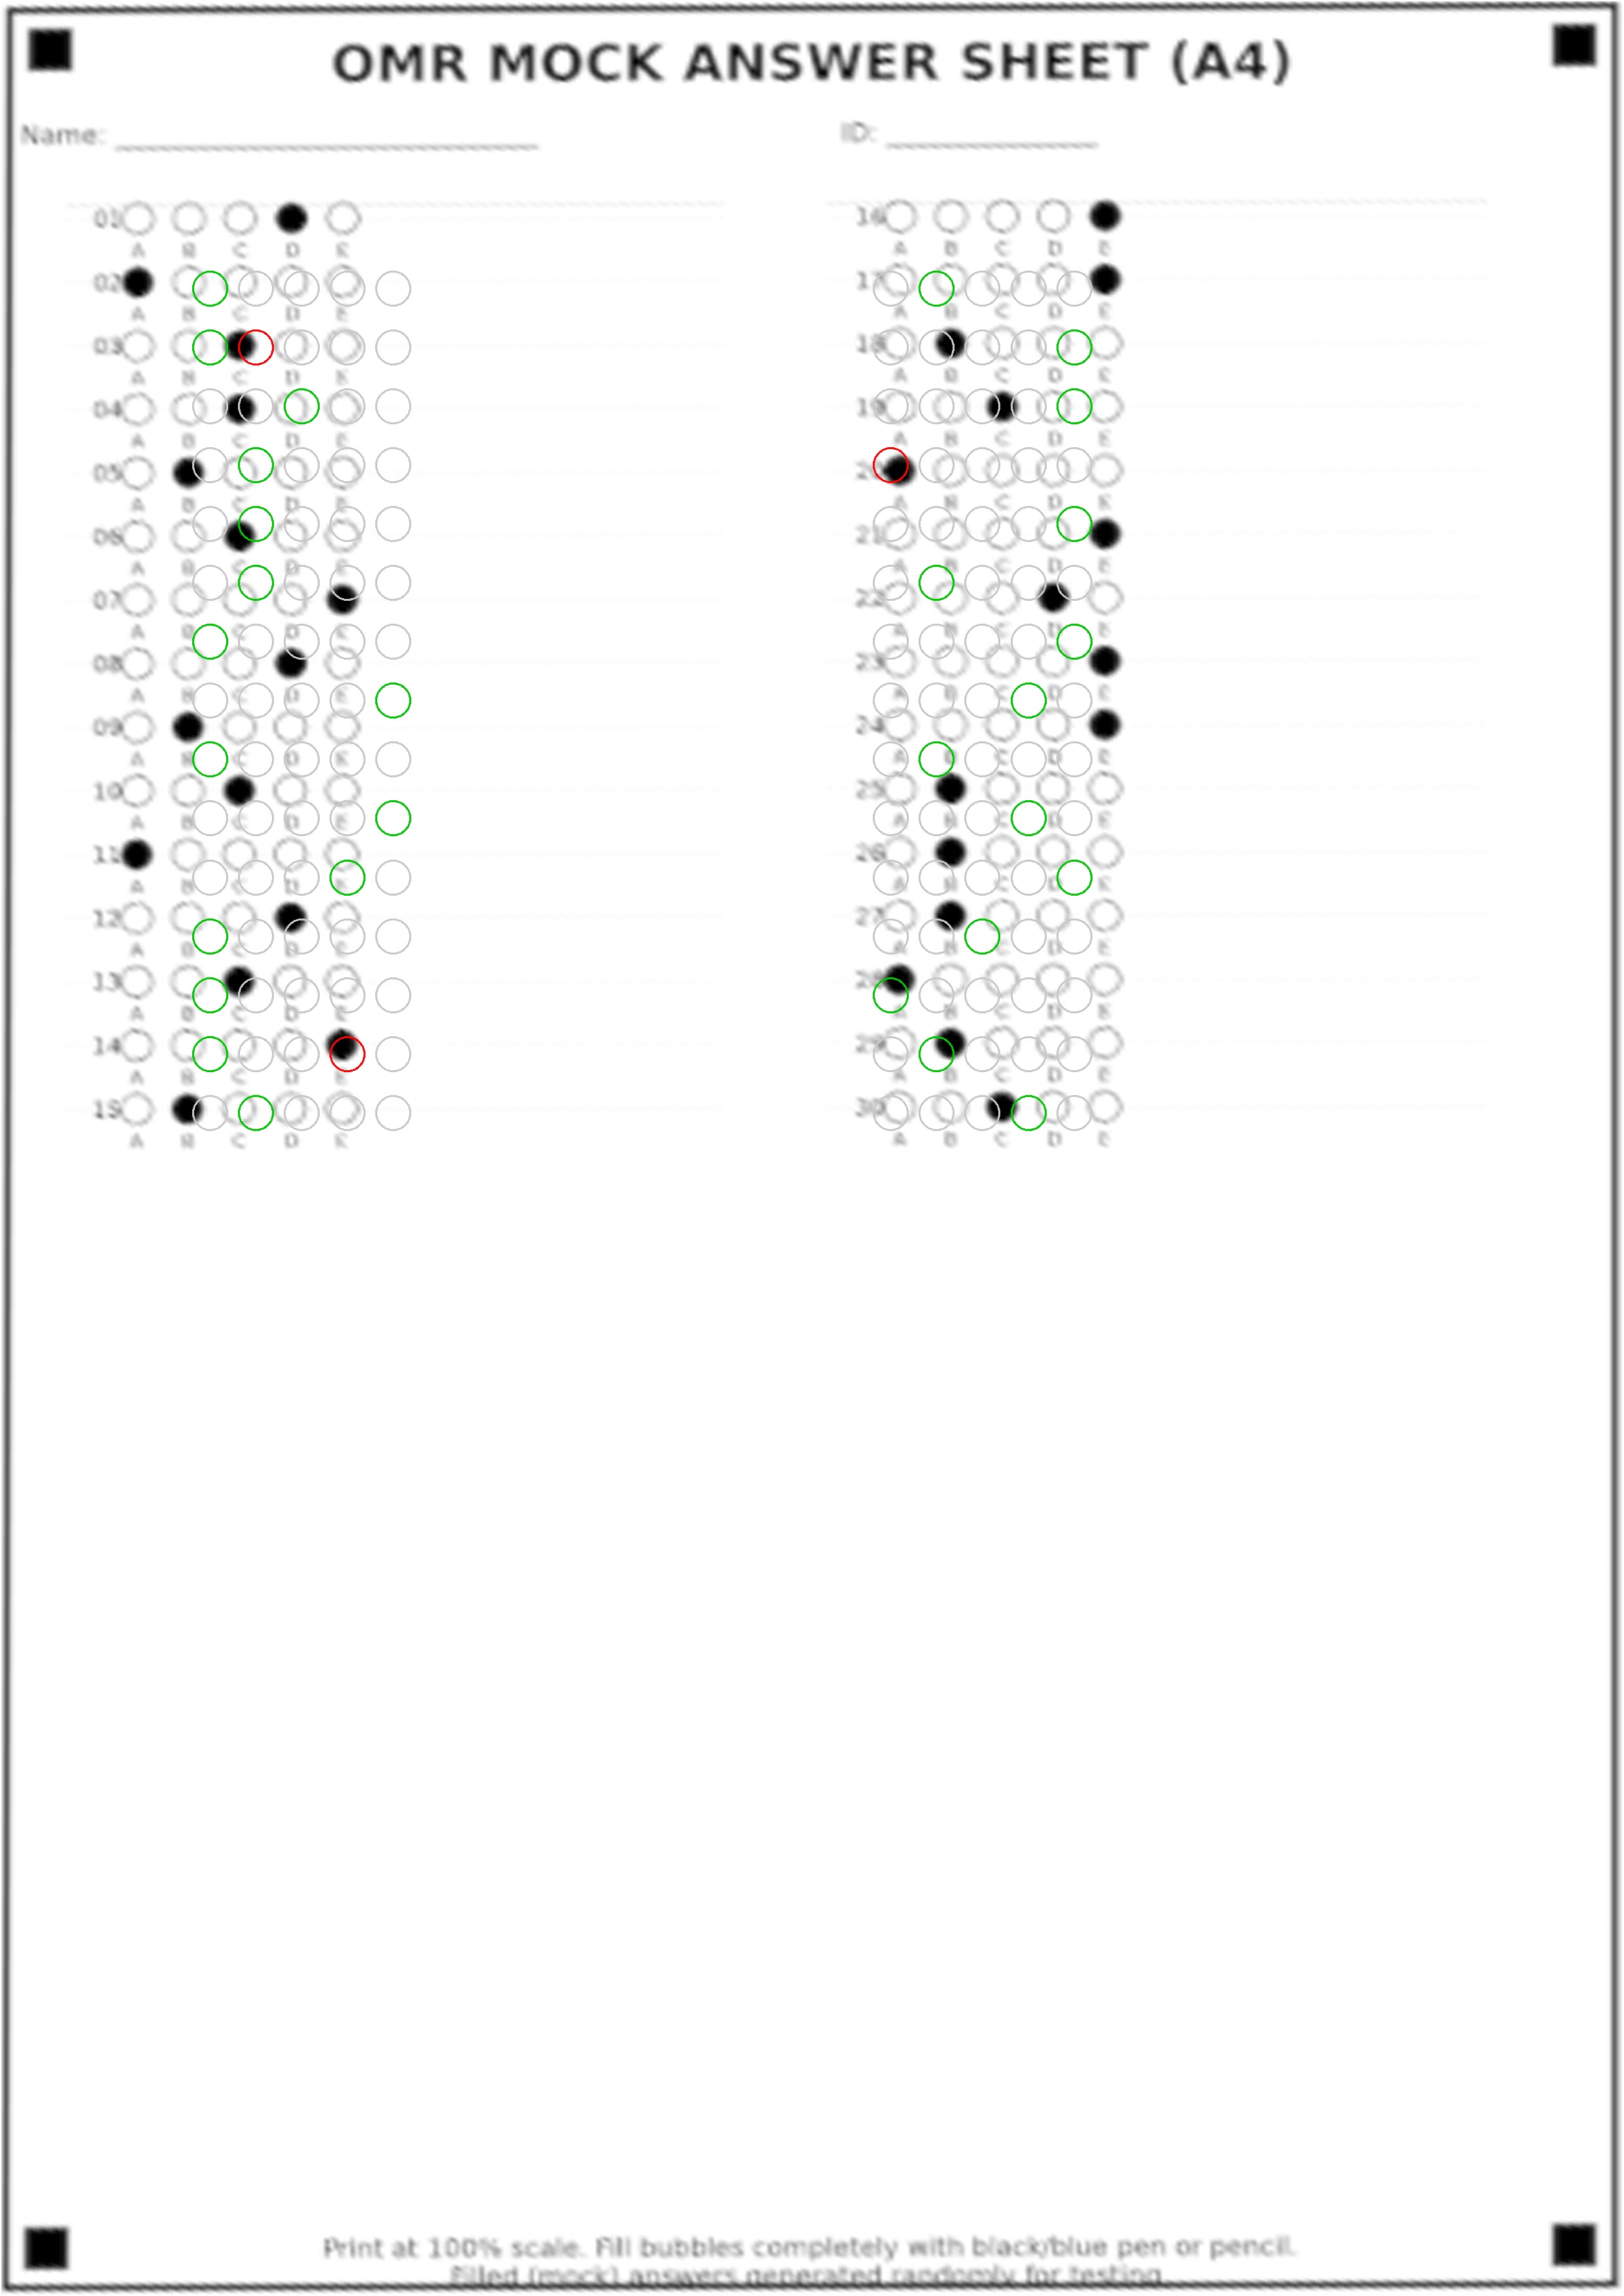 OMR MOCK ANSWER SHEET (A4)
Name: ______________________________ ID: _______________
01 16
A B C D E A B C D E
02 17
A B C D E A B C D E
03 18
A B C D E A B C D E
04 19
A B C D E A B C D E
05 20
A B C D E A B C D E
06 21
A B C D E A B C D E
07 22
A B C D E A B C D E
08 23
A B C D E A B C D E
09 24
A B C D E A B C D E
10 25
A B C D E A B C D E
11 26
A B C D E A B C D E
12 27
A B C D E A B C D E
13 28
A B C D E A B C D E
14 29
A B C D E A B C D E
15 30
A B C D E A B C D E
Print at 100% scale. Fill bubbles completely with black/blue pen or pencil.
Filled (mock) answers generated randomly for testing.